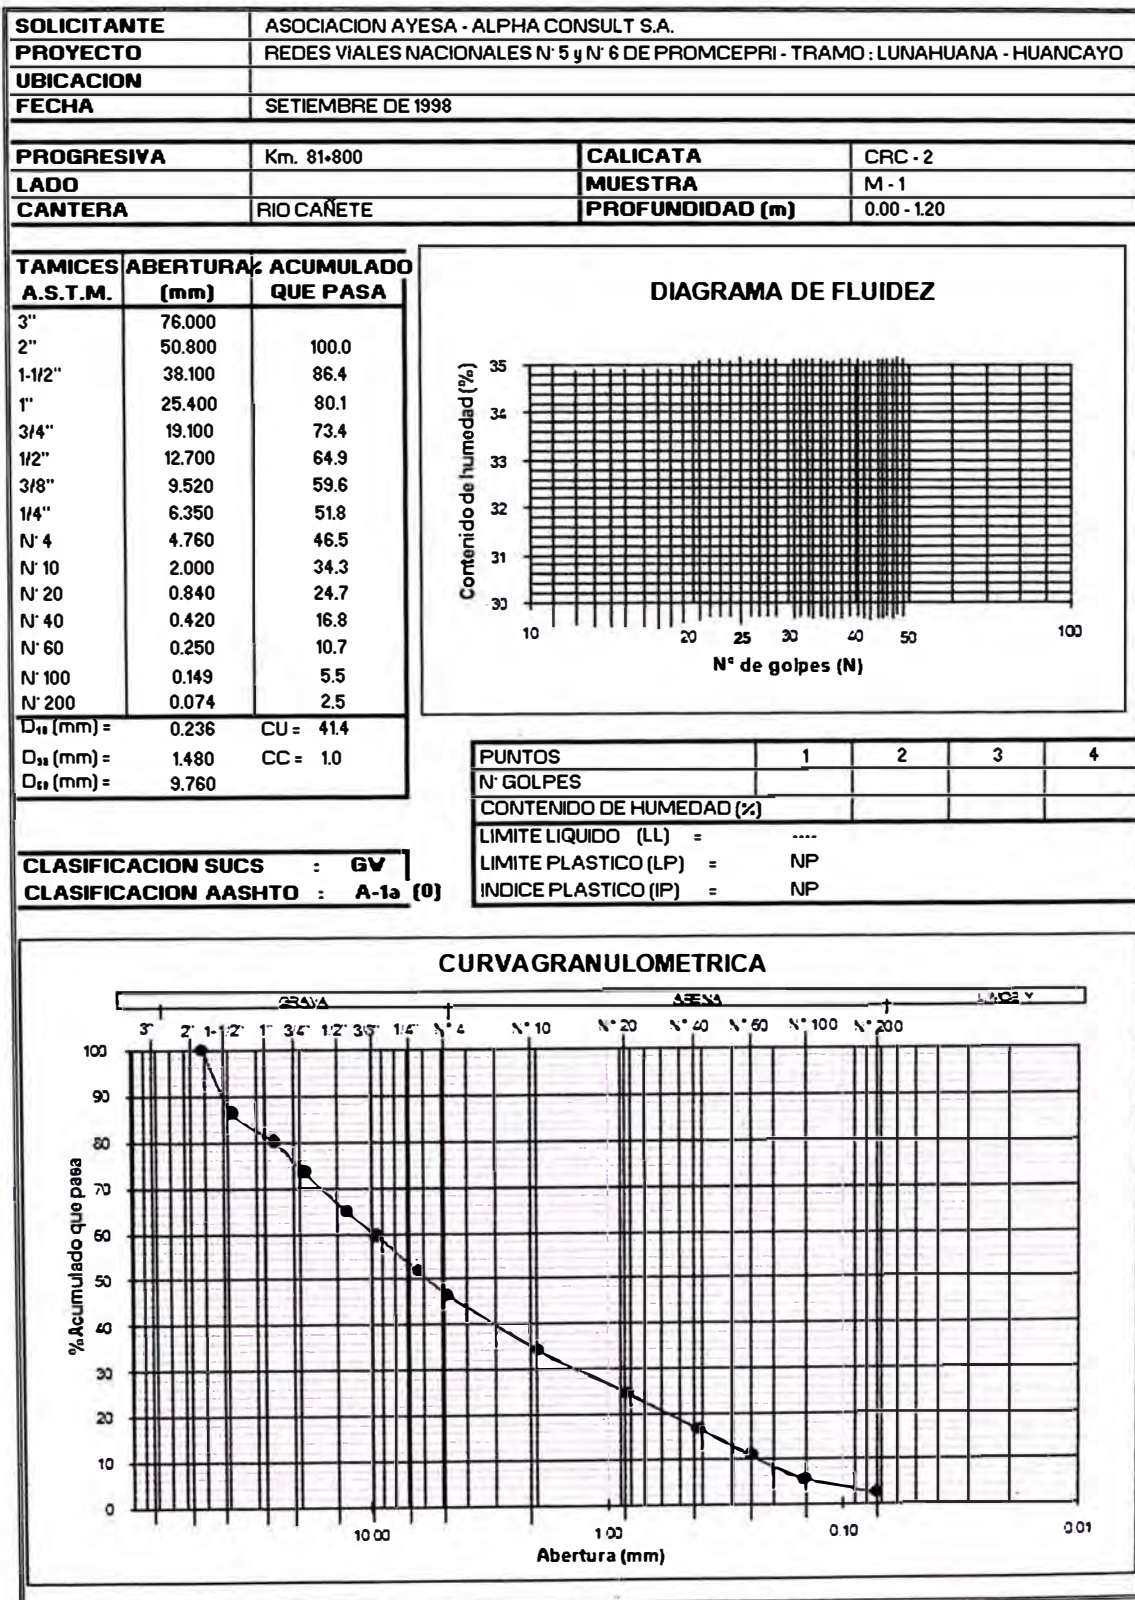 SOLICITANTE ASOCIACION AYESA - ALPHA CONSULT S.A.
PROYECTO REDES VIALES NACIONALES N° 5 y N° 6 DE PROMCEPRI - TRAMO : LUNAHUANA - HUANCAYO
UBICACION
FECHA SETIEMBRE DE 1998
PROGRESIVA Km. 81+800 CALICATA CRC - 2
LADO MUESTRA M - 1
CANTERA RIO CAÑETE PROFUNDIDAD (m) 0.00 - 1.20
TAMICES ABERTURA % ACUMULADO
A.S.T.M. (mm) QUE PASA
3" 76.000
2" 50.800 100.0
1-1/2" 38.100 86.4
1" 25.400 80.1
3/4" 19.100 73.4
1/2" 12.700 64.9
3/8" 9.520 59.6
1/4" 6.350 51.8
N° 4 4.760 46.5
N° 10 2.000 34.3
N° 20 0.840 24.7
N° 40 0.420 16.8
N° 60 0.250 10.7
N° 100 0.149 5.5
N° 200 0.074 2.5
D₁₀ (mm) = 0.236 CU = 41.4
D₃₀ (mm) = 1.480 CC = 1.0
D₆₀ (mm) = 9.760
DIAGRAMA DE FLUIDEZ
Contenido de humedad (%)
35
34
33
32
31
30
10 20 25 30 40 50 100
N° de golpes (N)
PUNTOS 1 2 3 4
N° GOLPES
CONTENIDO DE HUMEDAD (%)
LIMITE LIQUIDO (LL) = ----
LIMITE PLASTICO (LP) = NP
INDICE PLASTICO (IP) = NP
CLASIFICACION SUCS : GW
CLASIFICACION AASHTO : A-1a (0)
CURVA GRANULOMETRICA
GRAVA ARENA
3" 2" 1-1/2" 1" 3/4" 1/2" 3/8" 1/4" N° 4 N° 10 N° 20 N° 40 N° 60 N° 100 N° 200
% Acumulado que pasa
100
90
80
70
60
50
40
30
20
10
0
10.00 1.00 0.10 0.01
Abertura (mm)